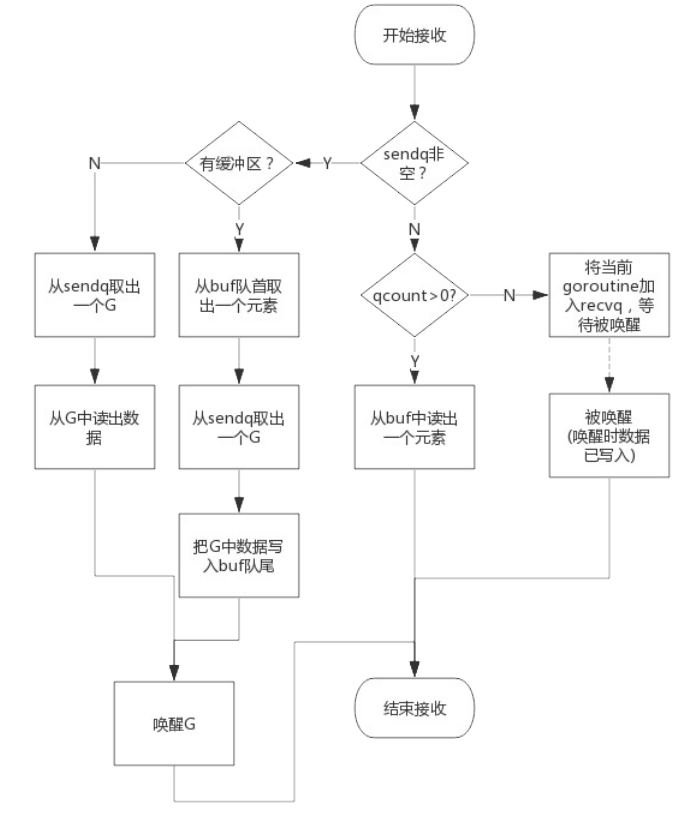 开始接收
sendq非
空？
Y
有缓冲区？
N
Y
N
从sendq取出
一个G
从buf队首取
出一个元素
qcount>0?
N
将当前
goroutine加
入recvq，等
待被唤醒
Y
从G中读出数
据
从sendq取出
一个G
从buf中读出
一个元素
被唤醒
(唤醒时数据
已写入)
把G中数据写
入buf队尾
唤醒G
结束接收